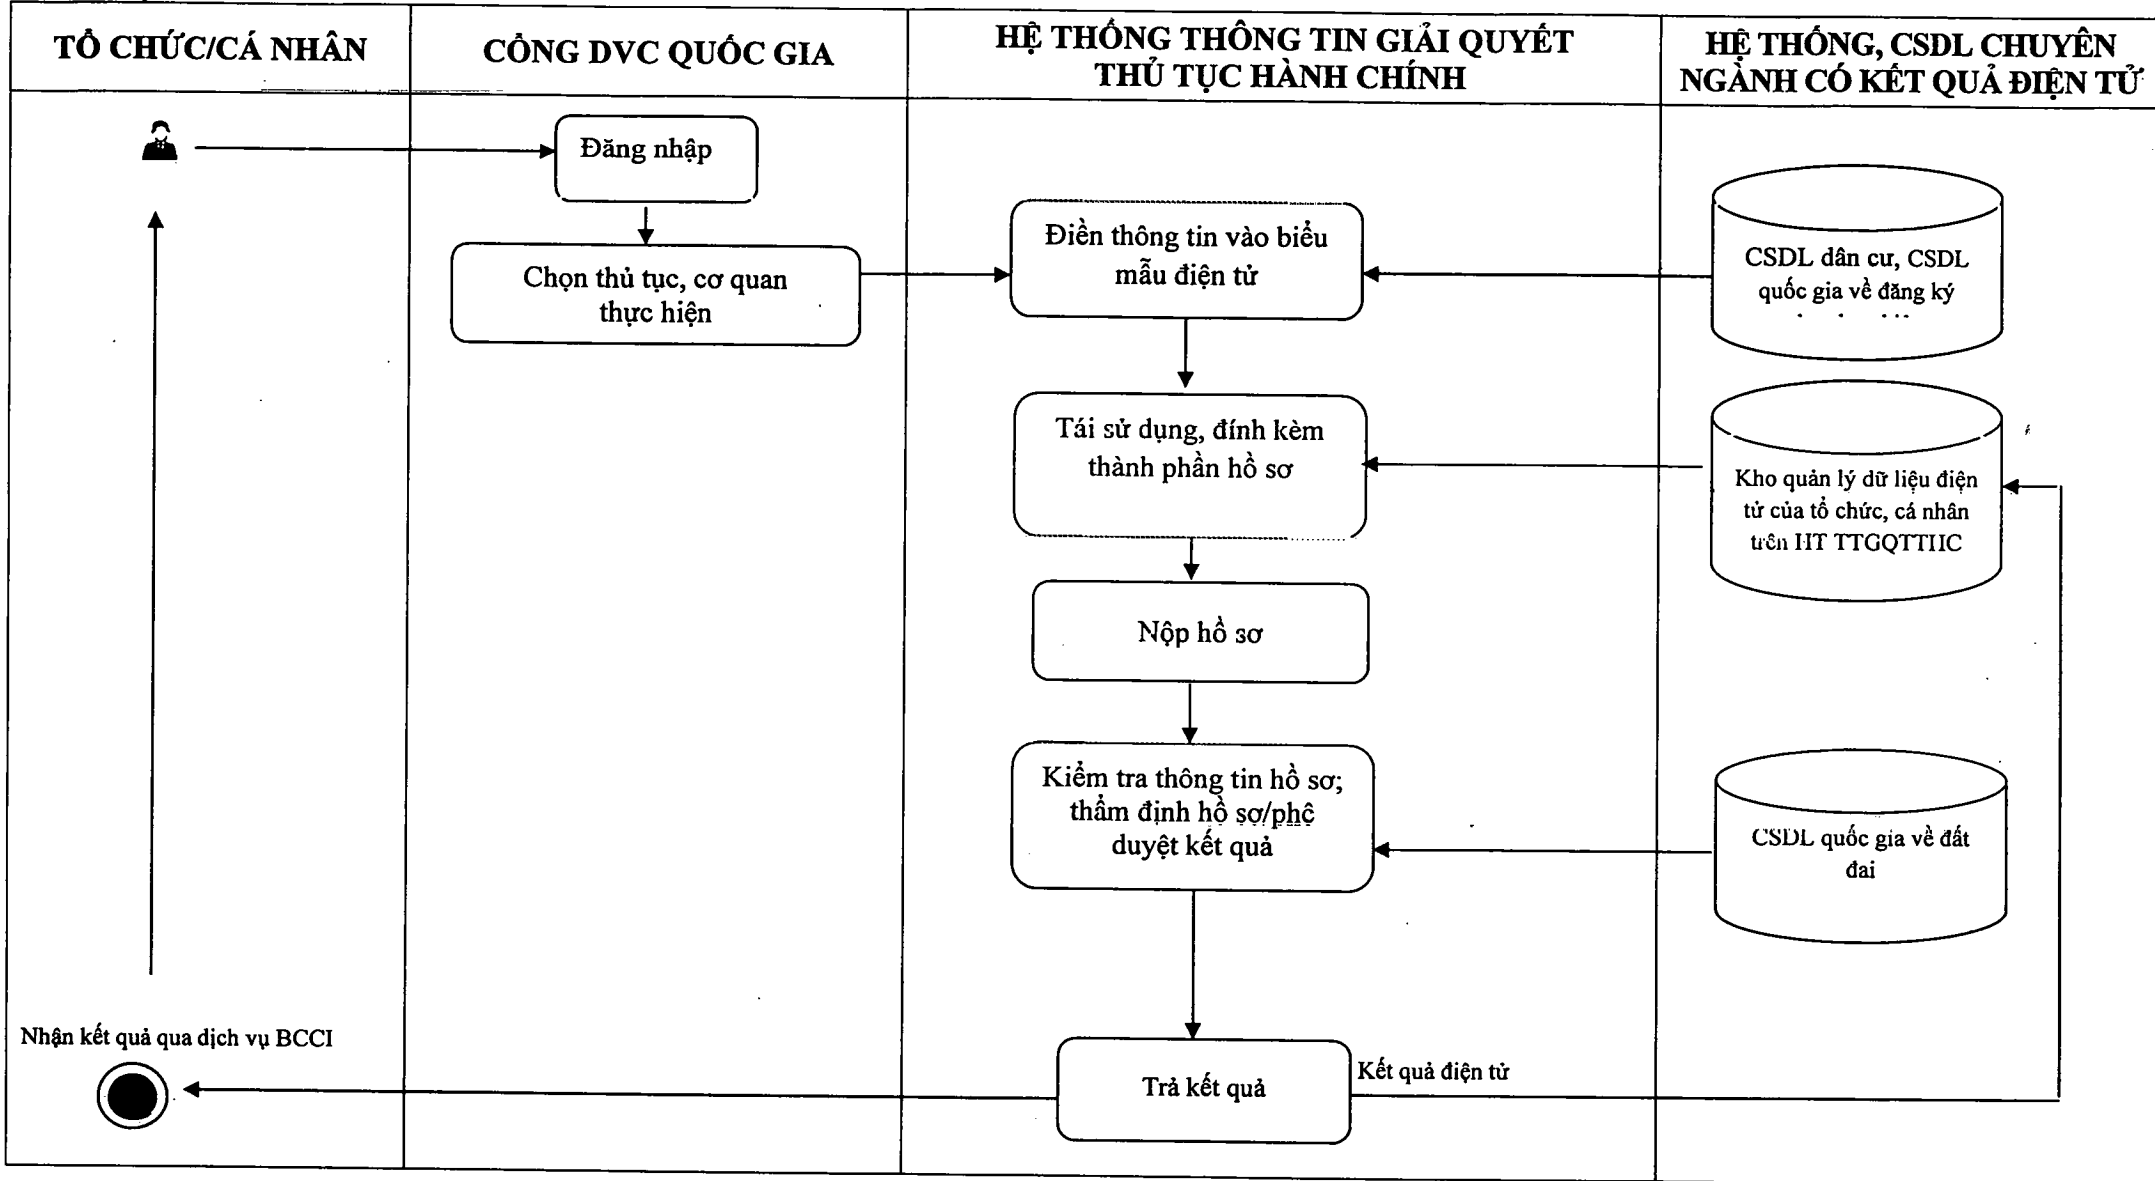 TỔ CHỨC/CÁ NHÂN
CỔNG DVC QUỐC GIA
HỆ THỐNG THÔNG TIN GIẢI QUYẾT
THỦ TỤC HÀNH CHÍNH
HỆ THỐNG, CSDL CHUYÊN
NGÀNH CÓ KẾT QUẢ ĐIỆN TỬ
Đăng nhập
Chọn thủ tục, cơ quan
thực hiện
Điền thông tin vào biểu
mẫu điện tử
CSDL dân cư, CSDL
quốc gia về đăng ký
Tái sử dụng, đính kèm
thành phần hồ sơ
Kho quản lý dữ liệu điện
tử của tổ chức, cá nhân
trên HT TTGQTTHC
Nộp hồ sơ
Kiểm tra thông tin hồ sơ;
thẩm định hồ sơ/phê
duyệt kết quả
CSDL quốc gia về đất
đai
Nhận kết quả qua dịch vụ BCCI
Trả kết quả
Kết quả điện tử